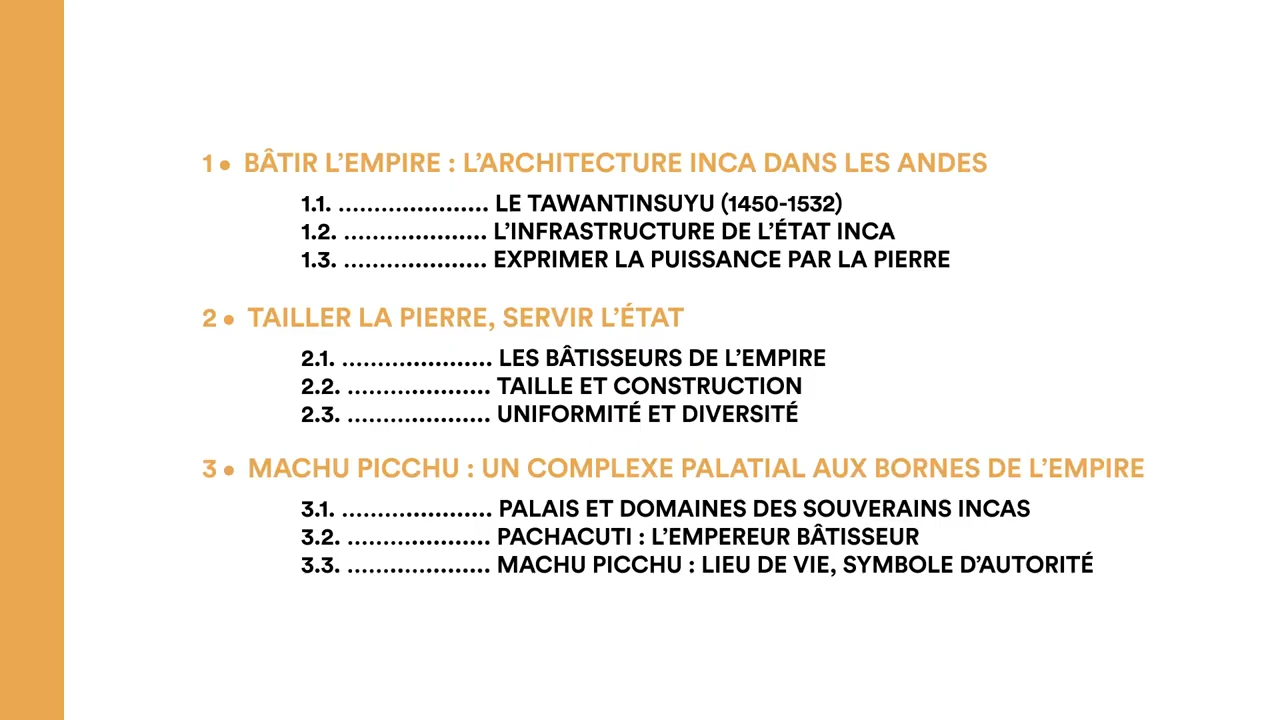 1 • BÂTIR L’EMPIRE : L’ARCHITECTURE INCA DANS LES ANDES
1.1. ..................... LE TAWANTINSUYU (1450-1532)
1.2. .................... L’INFRASTRUCTURE DE L’ÉTAT INCA
1.3. .................... EXPRIMER LA PUISSANCE PAR LA PIERRE
2 • TAILLER LA PIERRE, SERVIR L’ÉTAT
2.1. ..................... LES BÂTISSEURS DE L’EMPIRE
2.2. .................... TAILLE ET CONSTRUCTION
2.3. .................... UNIFORMITÉ ET DIVERSITÉ
3 • MACHU PICCHU : UN COMPLEXE PALATIAL AUX BORNES DE L’EMPIRE
3.1. ..................... PALAIS ET DOMAINES DES SOUVERAINS INCAS
3.2. .................... PACHACUTI : L’EMPEREUR BÂTISSEUR
3.3. .................... MACHU PICCHU : LIEU DE VIE, SYMBOLE D’AUTORITÉ